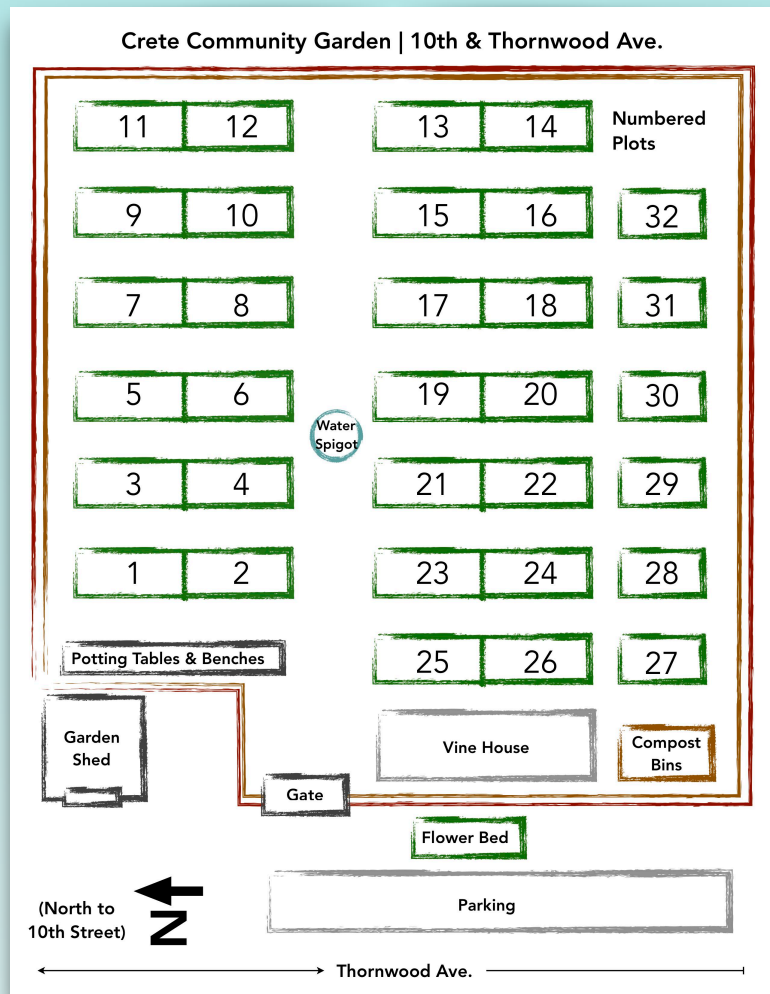 Crete Community Garden | 10th & Thornwood Ave.
11 12 13 14 Numbered
Plots
9 10 15 16 32
7 8 17 18 31
5 6 19 20 30
Water
Spigot
3 4 21 22 29
1 2 23 24 28
Potting Tables & Benches 25 26 27
Garden
Shed
Vine House
Compost
Bins
Gate
Flower Bed
(North to
10th Street)
N
Parking
Thornwood Ave.